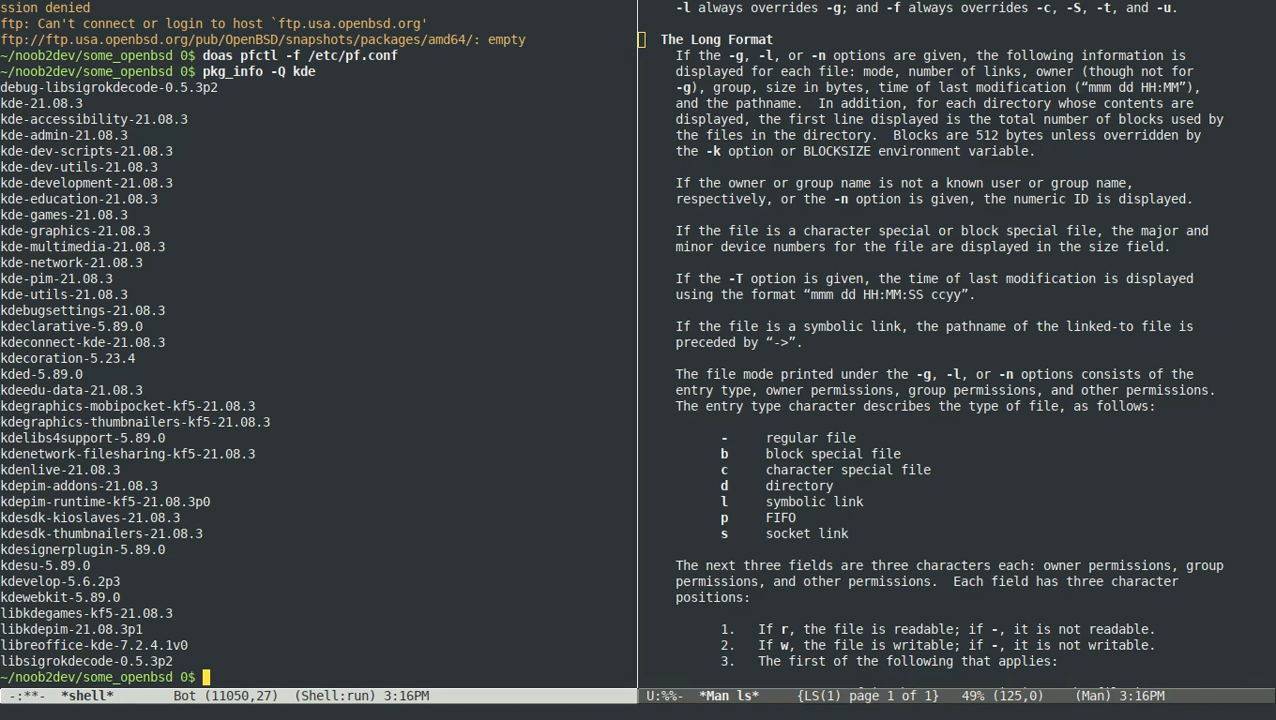 ssion denied
ftp: Can't connect or login to host `ftp.usa.openbsd.org'
ftp://ftp.usa.openbsd.org/pub/OpenBSD/snapshots/packages/amd64/: empty
~/noob2dev/some_openbsd 0$ doas pfctl -f /etc/pf.conf
~/noob2dev/some_openbsd 0$ pkg_info -Q kde
debug-libsigrokdecode-0.5.3p2
kde-21.08.3
kde-accessibility-21.08.3
kde-admin-21.08.3
kde-dev-scripts-21.08.3
kde-dev-utils-21.08.3
kde-development-21.08.3
kde-education-21.08.3
kde-games-21.08.3
kde-graphics-21.08.3
kde-multimedia-21.08.3
kde-network-21.08.3
kde-pim-21.08.3
kde-utils-21.08.3
kdebugsettings-21.08.3
kdeclarative-5.89.0
kdeconnect-kde-21.08.3
kdecoration-5.23.4
kded-5.89.0
kdeedu-data-21.08.3
kdegraphics-mobipocket-kf5-21.08.3
kdegraphics-thumbnailers-kf5-21.08.3
kdelibs4support-5.89.0
kdenetwork-filesharing-kf5-21.08.3
kdenlive-21.08.3
kdepim-addons-21.08.3
kdepim-runtime-kf5-21.08.3p0
kdesdk-kioslaves-21.08.3
kdesdk-thumbnailers-21.08.3
kdesignerplugin-5.89.0
kdesu-5.89.0
kdevelop-5.6.2p3
kdewebkit-5.89.0
libkdegames-kf5-21.08.3
libkdepim-21.08.3p1
libreoffice-kde-7.2.4.1v0
libsigrokdecode-0.5.3p2
~/noob2dev/some_openbsd 0$
-:**-  *shell*        Bot (11050,27)  (Shell:run) 3:16PM
-l always overrides -g; and -f always overrides -c, -S, -t, and -u.
The Long Format
If the -g, -l, or -n options are given, the following information is
displayed for each file: mode, number of links, owner (though not for
-g), group, size in bytes, time of last modification (“mmm dd HH:MM”),
and the pathname.  In addition, for each directory whose contents are
displayed, the first line displayed is the total number of blocks used by
the files in the directory.  Blocks are 512 bytes unless overridden by
the -k option or BLOCKSIZE environment variable.
If the owner or group name is not a known user or group name,
respectively, or the -n option is given, the numeric ID is displayed.
If the file is a character special or block special file, the major and
minor device numbers for the file are displayed in the size field.
If the -T option is given, the time of last modification is displayed
using the format “mmm dd HH:MM:SS ccyy”.
If the file is a symbolic link, the pathname of the linked-to file is
preceded by “->”.
The file mode printed under the -g, -l, or -n options consists of the
entry type, owner permissions, group permissions, and other permissions.
The entry type character describes the type of file, as follows:
-     regular file
b     block special file
c     character special file
d     directory
l     symbolic link
p     FIFO
s     socket link
The next three fields are three characters each: owner permissions, group
permissions, and other permissions.  Each field has three character
positions:
1.   If r, the file is readable; if -, it is not readable.
2.   If w, the file is writable; if -, it is not writable.
3.   The first of the following that applies:
U:%%-  *Man ls*     {LS(1) page 1 of 1}   49% (125,0)    (Man) 3:16PM